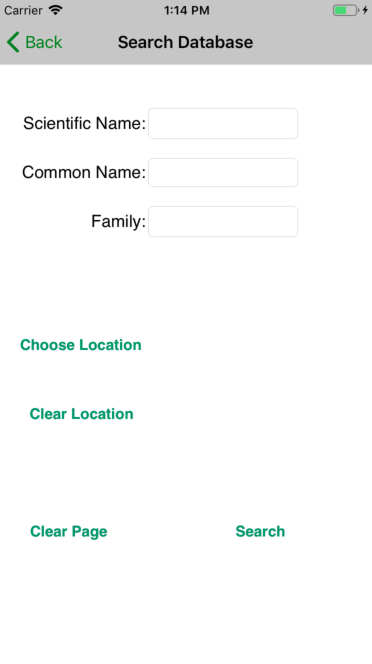 Carrier 1:14 PM
Back Search Database
Scientific Name:
Common Name:
Family:
Choose Location
Clear Location
Clear Page Search